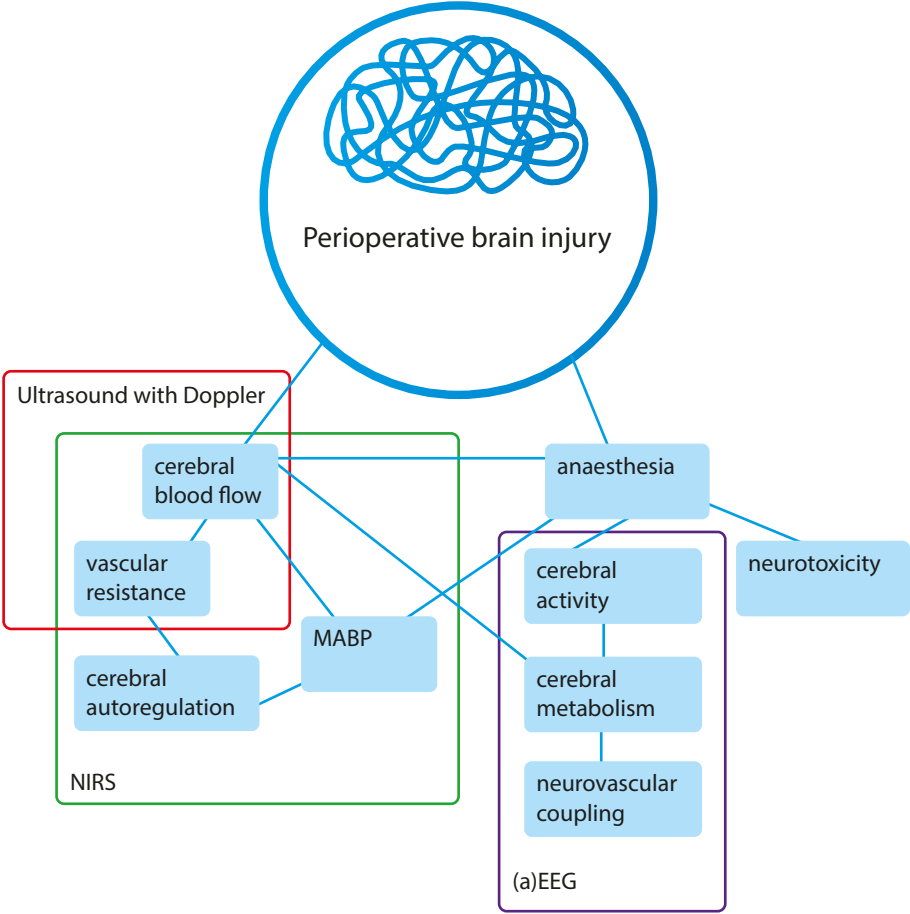 Perioperative brain injury
Ultrasound with Doppler
cerebral
blood flow
anaesthesia
vascular
resistance
cerebral
activity
neurotoxicity
MABP
cerebral
autoregulation
cerebral
metabolism
NIRS
neurovascular
coupling
(a)EEG